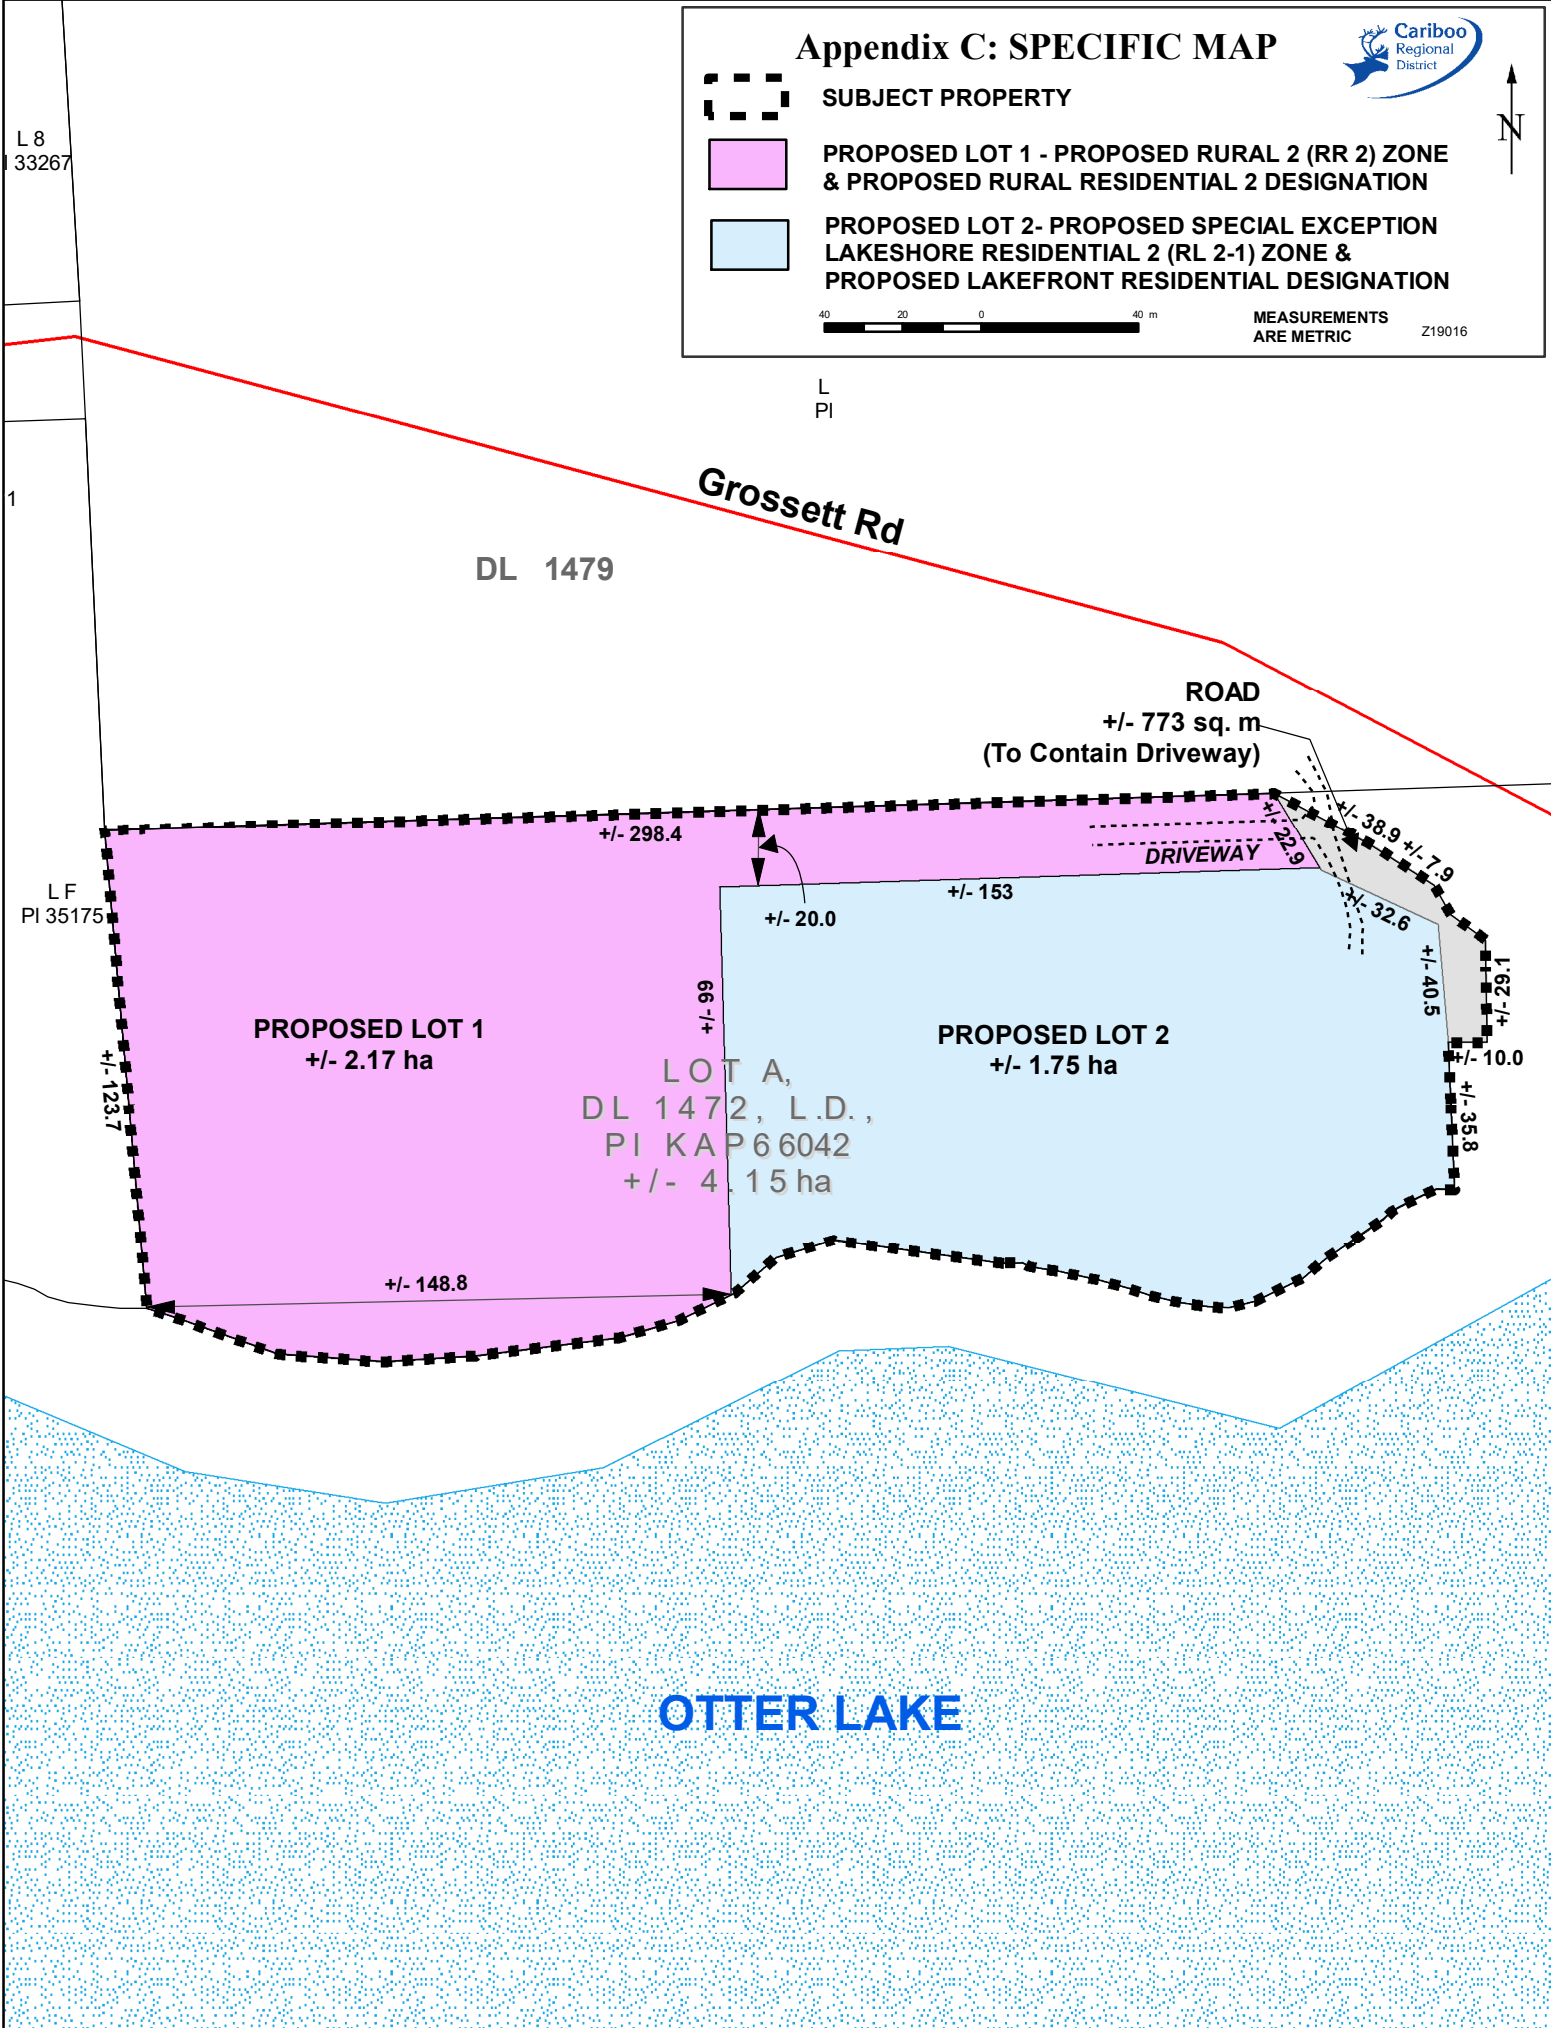 Appendix C: SPECIFIC MAP
Cariboo
Regional
District
N
SUBJECT PROPERTY
PROPOSED LOT 1 - PROPOSED RURAL 2 (RR 2) ZONE
& PROPOSED RURAL RESIDENTIAL 2 DESIGNATION
PROPOSED LOT 2- PROPOSED SPECIAL EXCEPTION
LAKESHORE RESIDENTIAL 2 (RL 2-1) ZONE &
PROPOSED LAKEFRONT RESIDENTIAL DESIGNATION
40 20 0 40 m
MEASUREMENTS
ARE METRIC
Z19016
L 8
33267
L
Pl
1
Grossett Rd
DL 1479
ROAD
+/- 773 sq. m
(To Contain Driveway)
+/- 298.4
+/- 22.9
+/- 38.9
+/- 7.9
DRIVEWAY
L F
Pl 35175
+/- 153
+/- 20.0
+/- 32.6
+/- 40.5
+/- 29.1
+/- 99
PROPOSED LOT 1
+/- 2.17 ha
PROPOSED LOT 2
+/- 1.75 ha
+/- 10.0
+/- 123.7
LOT A,
DL 1472, L.D.,
Pl KAP66042
+/- 4.15 ha
+/- 35.8
+/- 148.8
OTTER LAKE